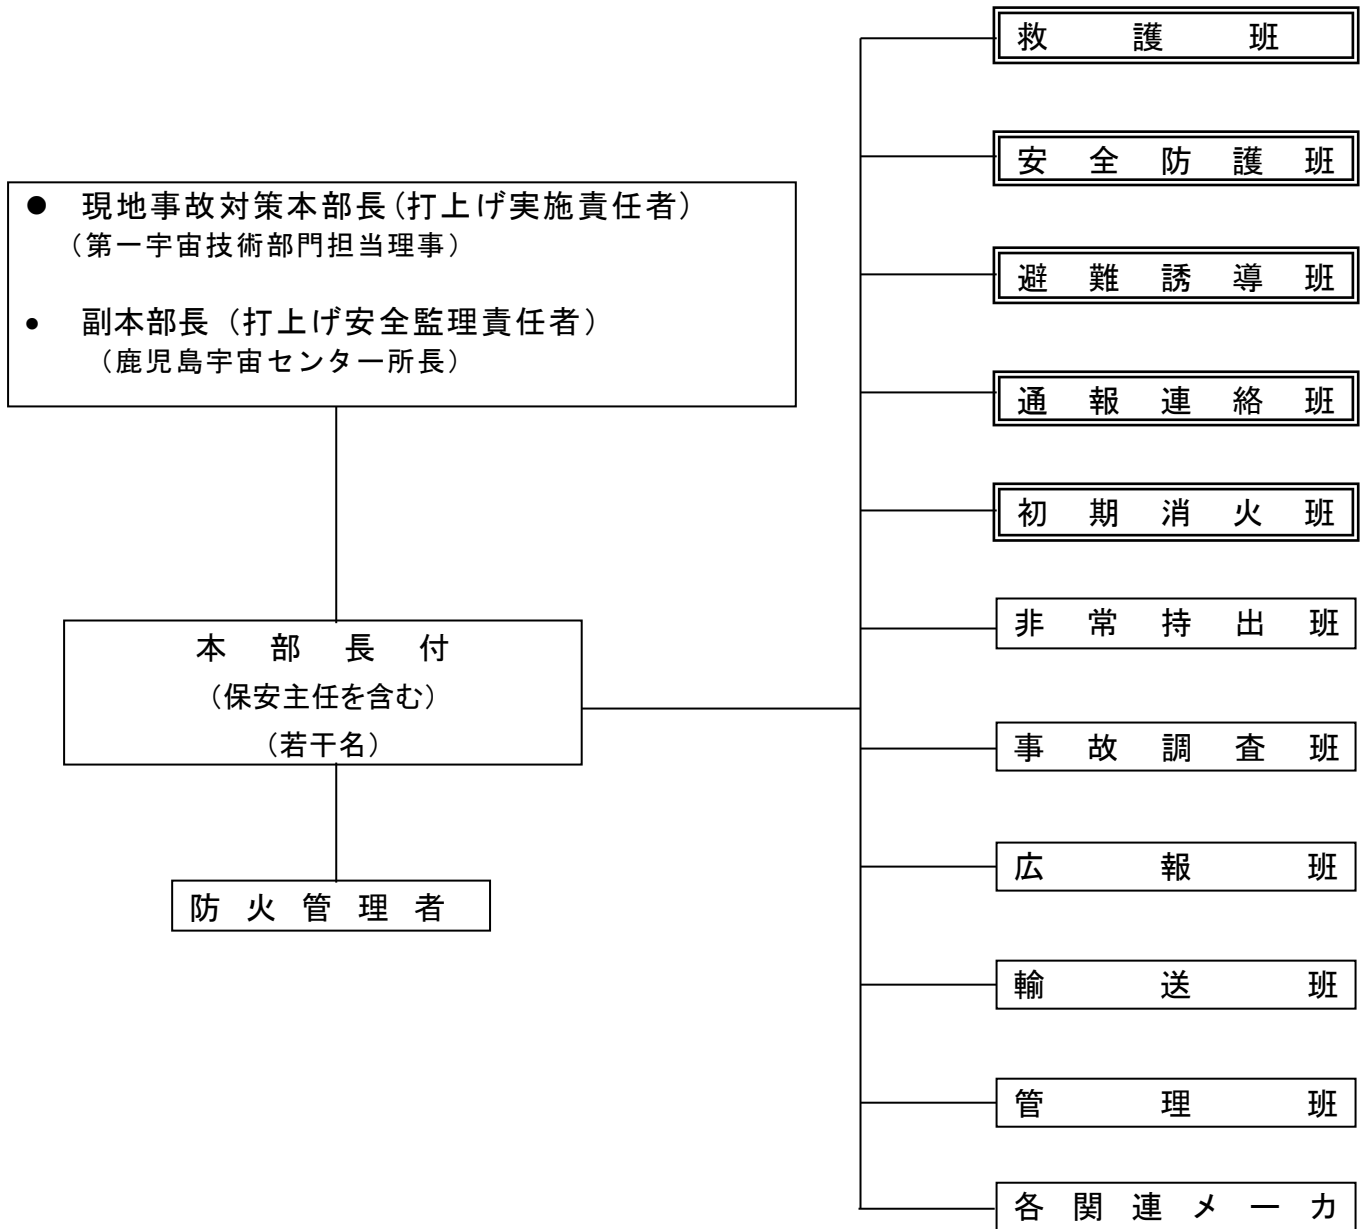 ● 現地事故対策本部長(打上げ実施責任者)
（第一宇宙技術部門担当理事）
• 副本部長（打上げ安全監理責任者）
（鹿児島宇宙センター所長）
本部長付
（保安主任を含む）
（若干名）
防火管理者
救護班
安全防護班
避難誘導班
通報連絡班
初期消火班
非常持出班
事故調査班
広報班
輸送班
管理班
各関連メーカ